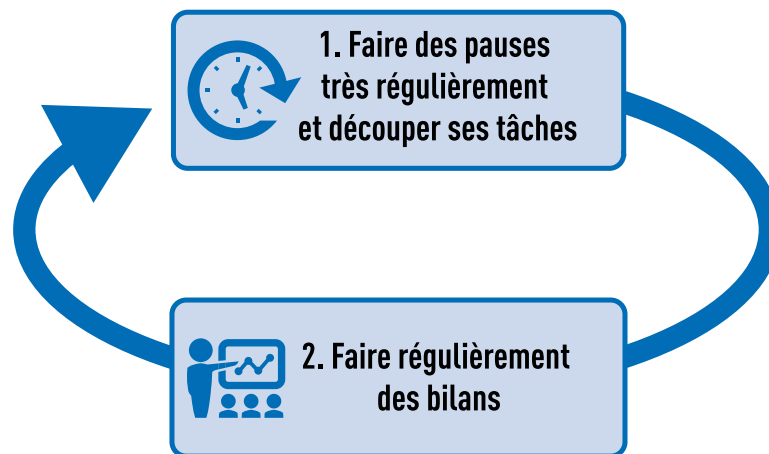 1. Faire des pauses
très régulièrement
et découper ses tâches
2. Faire régulièrement
des bilans